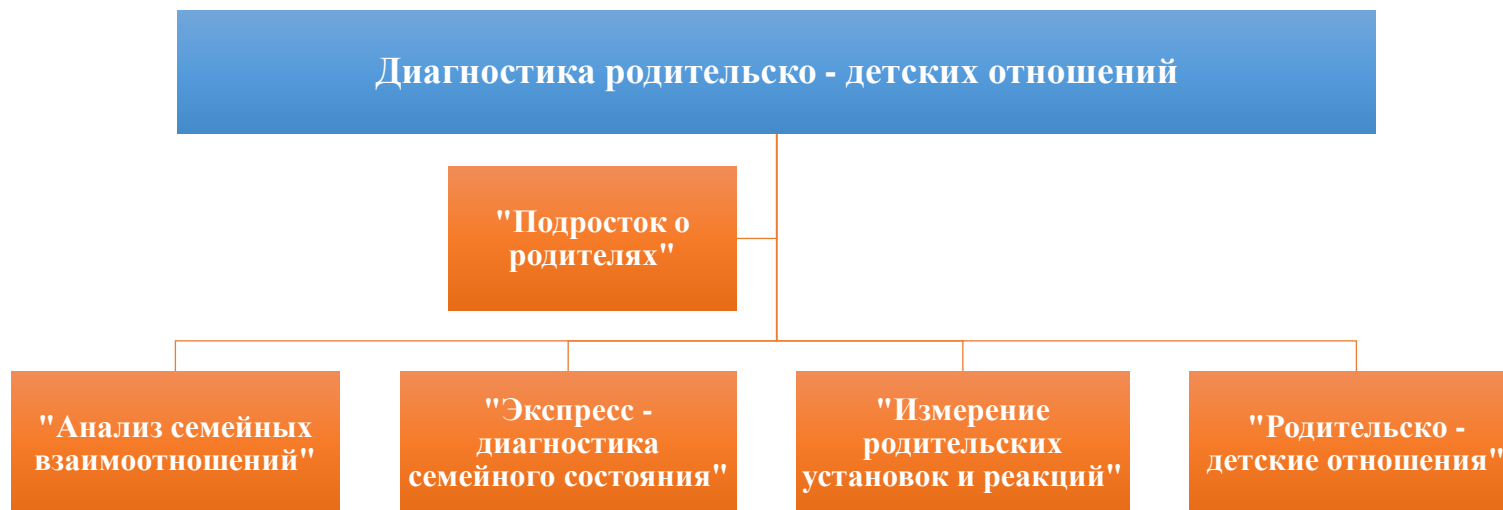 Диагностика родительско - детских отношений
"Подросток о
родителях"
"Анализ семейных
взаимоотношений"
"Экспресс -
диагностика
семейного состояния"
"Измерение
родительских
установок и реакций"
"Родительско -
детские отношения"